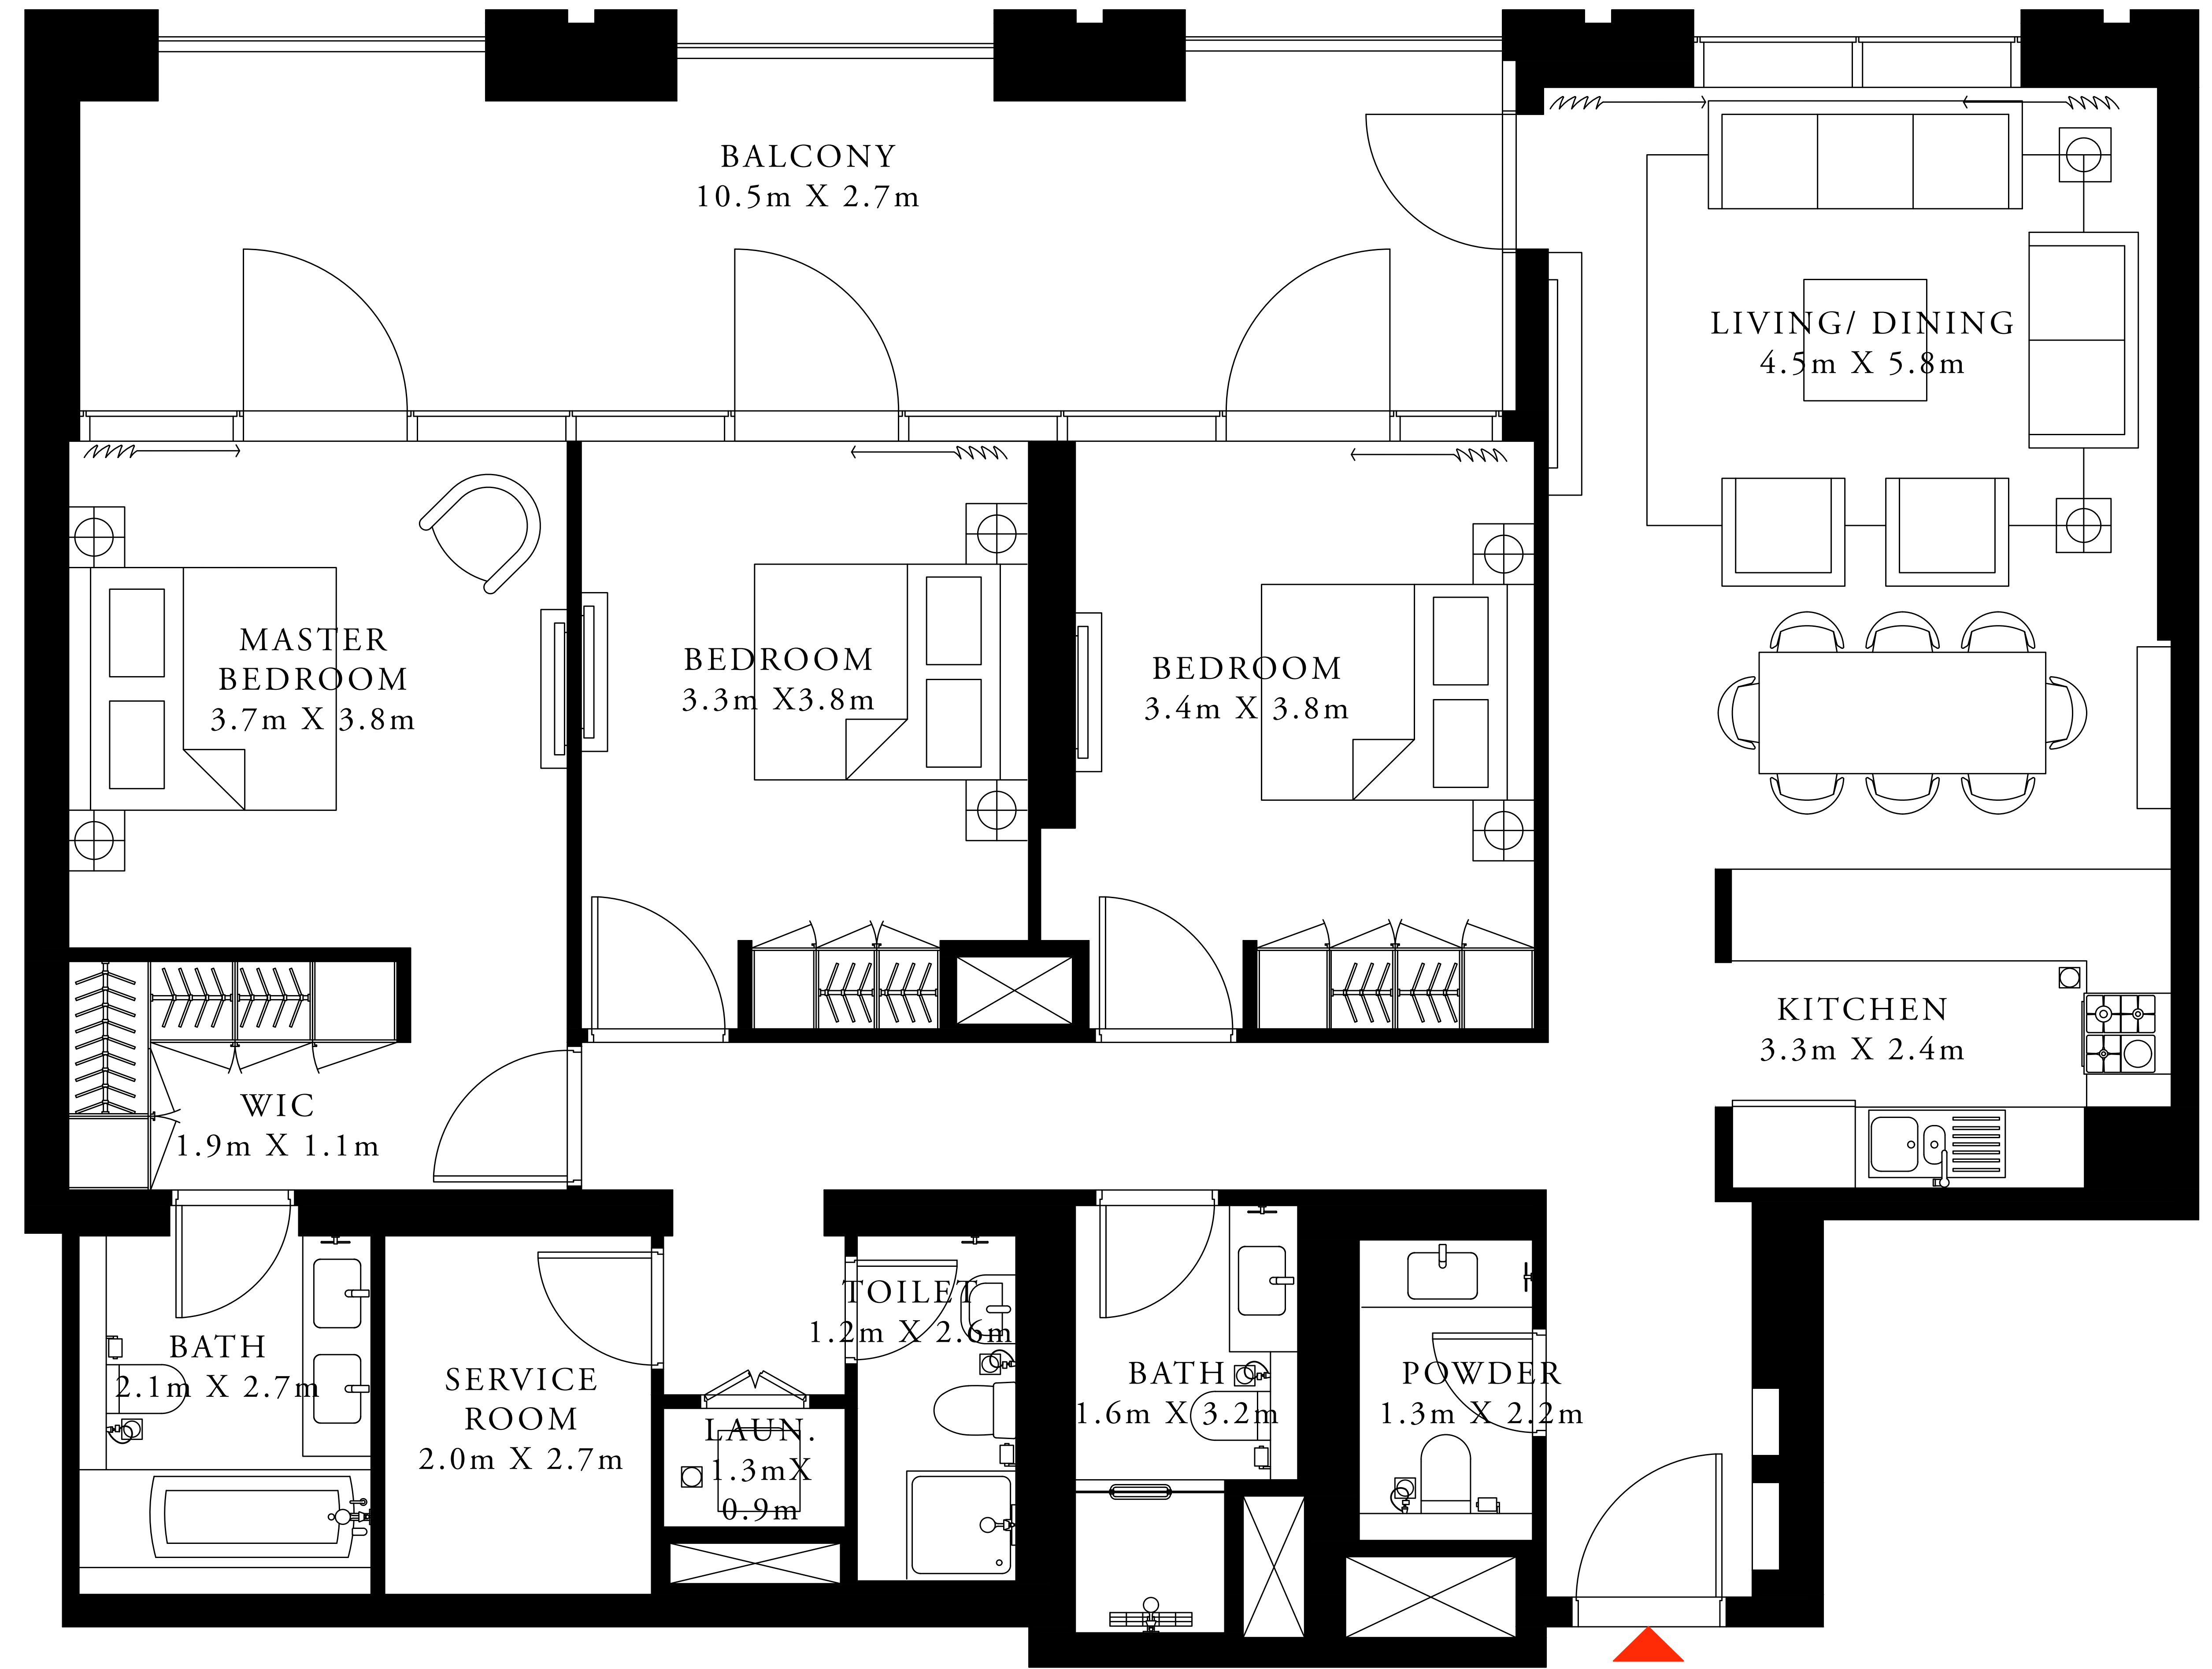 BALCONY
10.5m X 2.7m
LIVING/ DINING
4.5m X 5.8m
MASTER
BEDROOM
3.7m X 3.8m
BEDROOM
3.3m X3.8m
BEDROOM
3.4m X 3.8m
KITCHEN
3.3m X 2.4m
WIC
1.9m X 1.1m
BATH
2.1m X 2.7m
SERVICE
ROOM
2.0m X 2.7m
LAUN.
1.3mX
0.9m
TOILET
1.2m X 2.6m
BATH
1.6m X 3.2m
POWDER
1.3m X 2.2m